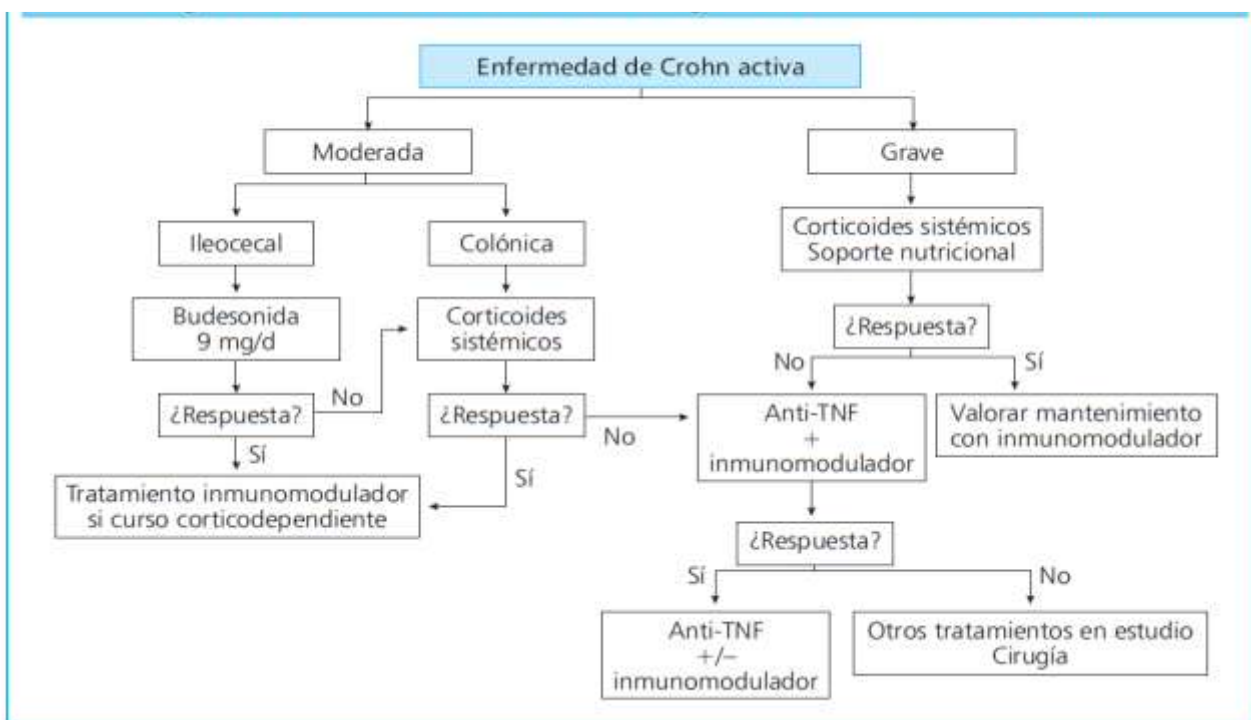 Enfermedad de Crohn activa
Moderada
Grave
Ileocecal
Colónica
Corticoides sistémicos
Soporte nutricional
Budesonida
9 mg/d
Corticoides
sistémicos
¿Respuesta?
No
Sí
¿Respuesta?
No
¿Respuesta?
No
Anti-TNF
+
inmunomodulador
Valorar mantenimiento
con inmunomodulador
Sí
Sí
Tratamiento inmunomodulador
si curso corticodependiente
¿Respuesta?
Sí
No
Anti-TNF
+/−
inmunomodulador
Otros tratamientos en estudio
Cirugía